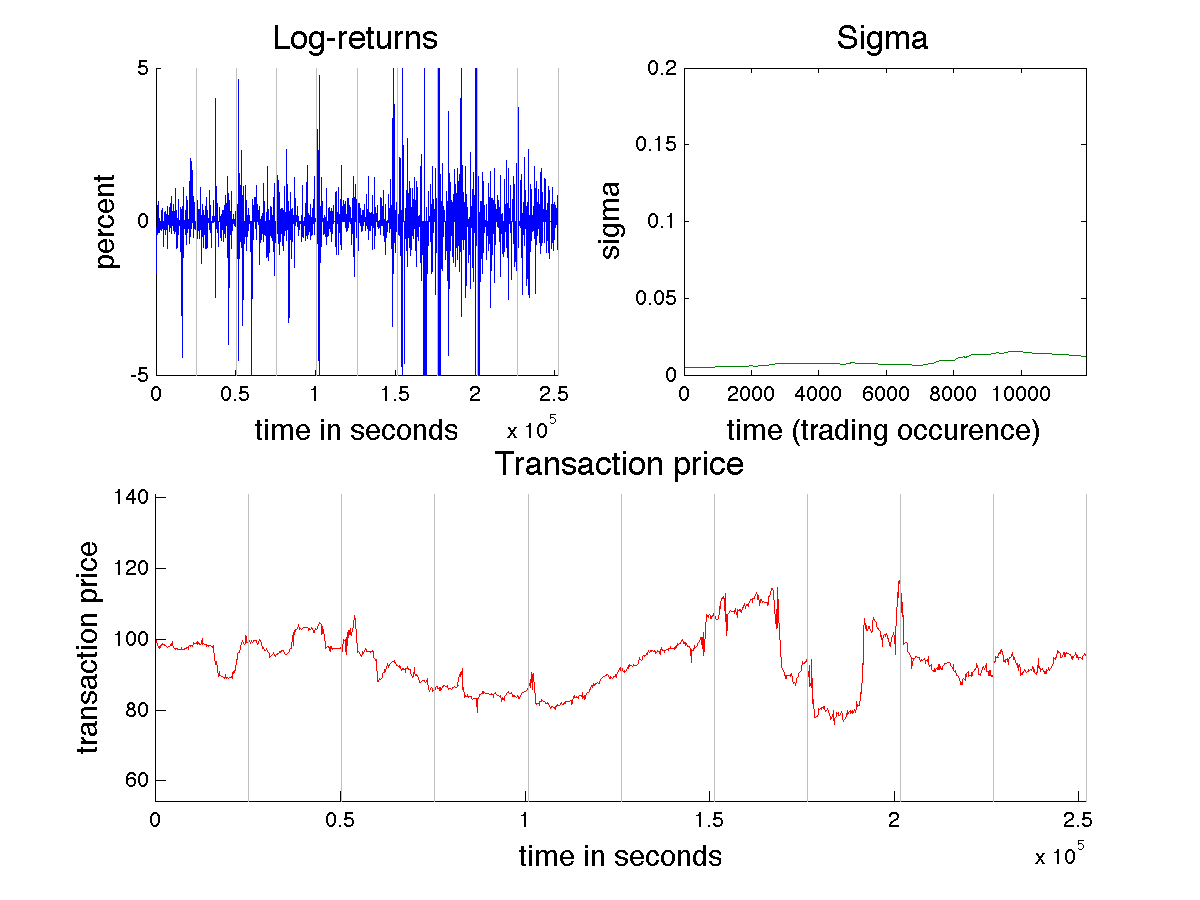 Log-returns
5
0
-5
percent
0 0.5 1 1.5 2 2.5
x 10^5
time in seconds
Sigma
0.2
0.15
0.1
0.05
0
sigma
0 2000 4000 6000 8000 10000
time (trading occurence)
Transaction price
140
120
100
80
60
transaction price
0 0.5 1 1.5 2 2.5
x 10^5
time in seconds